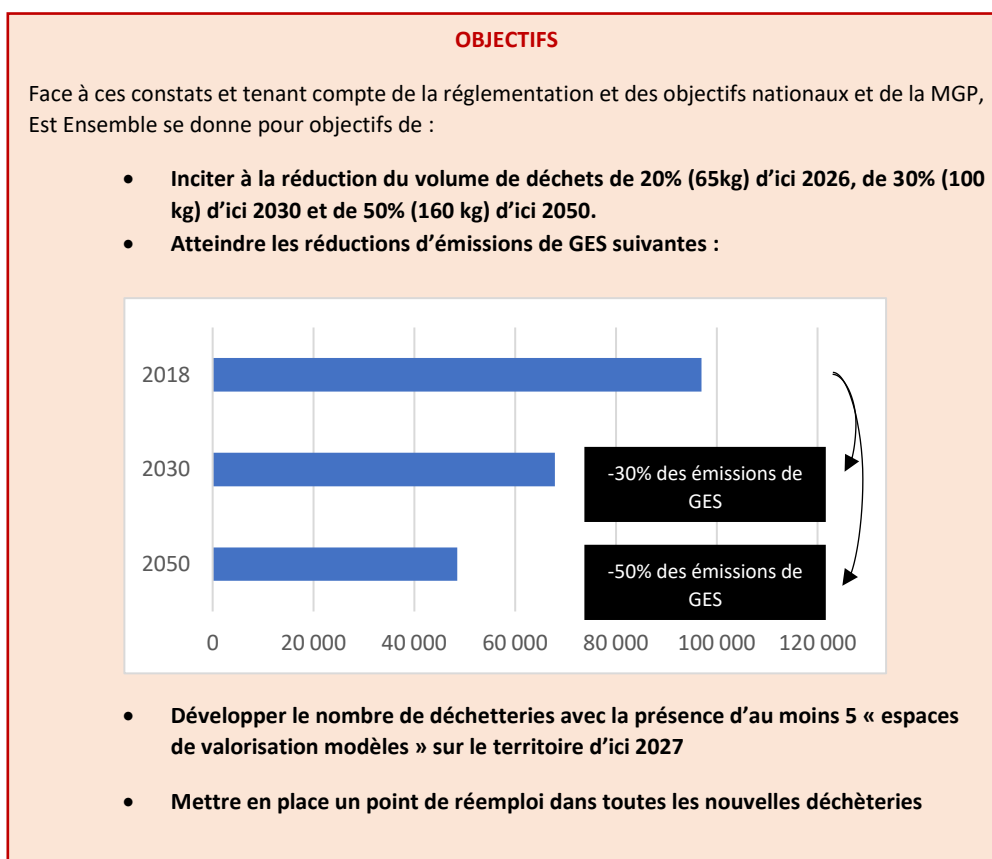 OBJECTIFS
Face à ces constats et tenant compte de la réglementation et des objectifs nationaux et de la MGP,
Est Ensemble se donne pour objectifs de :
• Inciter à la réduction du volume de déchets de 20% (65kg) d’ici 2026, de 30% (100
kg) d’ici 2030 et de 50% (160 kg) d’ici 2050.
• Atteindre les réductions d’émissions de GES suivantes :
2018
2030
-30% des émissions de
GES
2050
-50% des émissions de
GES
0 20 000 40 000 60 000 80 000 100 000 120 000
• Développer le nombre de déchetteries avec la présence d’au moins 5 « espaces
de valorisation modèles » sur le territoire d’ici 2027
• Mettre en place un point de réemploi dans toutes les nouvelles déchèteries